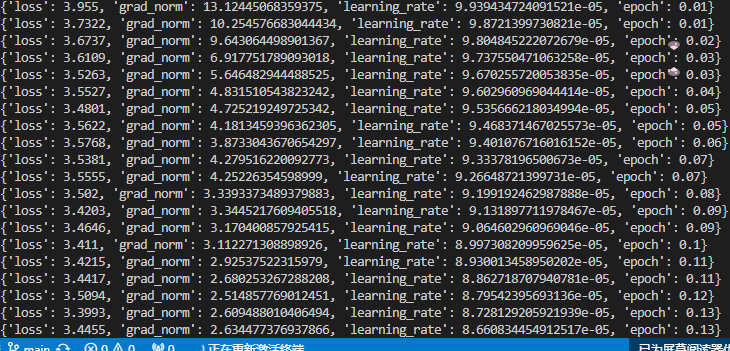 {'loss': 3.955, 'grad_norm': 13.12445068359375, 'learning_rate': 9.939434724091521e-05, 'epoch': 0.01}
{'loss': 3.7322, 'grad_norm': 10.254576683044434, 'learning_rate': 9.8721399730821e-05, 'epoch': 0.01}
{'loss': 3.6737, 'grad_norm': 9.643064498901367, 'learning_rate': 9.804845222072679e-05, 'epoch': 0.02}
{'loss': 3.6109, 'grad_norm': 6.917751789093018, 'learning_rate': 9.737550471063258e-05, 'epoch': 0.03}
{'loss': 3.5263, 'grad_norm': 5.646482944488525, 'learning_rate': 9.670255720053835e-05, 'epoch': 0.03}
{'loss': 3.5527, 'grad_norm': 4.831510543823242, 'learning_rate': 9.602960969044414e-05, 'epoch': 0.04}
{'loss': 3.4801, 'grad_norm': 4.725219249725342, 'learning_rate': 9.535666218034994e-05, 'epoch': 0.05}
{'loss': 3.5622, 'grad_norm': 4.1813459396362305, 'learning_rate': 9.468371467025573e-05, 'epoch': 0.05}
{'loss': 3.5768, 'grad_norm': 3.8733043670654297, 'learning_rate': 9.401076716016152e-05, 'epoch': 0.06}
{'loss': 3.5381, 'grad_norm': 4.279516220092773, 'learning_rate': 9.33378196500673e-05, 'epoch': 0.07}
{'loss': 3.5555, 'grad_norm': 4.25226354598999, 'learning_rate': 9.26648721399731e-05, 'epoch': 0.07}
{'loss': 3.502, 'grad_norm': 3.3393373489379883, 'learning_rate': 9.199192462987888e-05, 'epoch': 0.08}
{'loss': 3.4203, 'grad_norm': 3.3445217609405518, 'learning_rate': 9.131897711978467e-05, 'epoch': 0.09}
{'loss': 3.4646, 'grad_norm': 3.170400857925415, 'learning_rate': 9.064602960969046e-05, 'epoch': 0.09}
{'loss': 3.411, 'grad_norm': 3.112271308898926, 'learning_rate': 8.997308209959625e-05, 'epoch': 0.1}
{'loss': 3.4215, 'grad_norm': 2.92537522315979, 'learning_rate': 8.930013458950202e-05, 'epoch': 0.11}
{'loss': 3.4417, 'grad_norm': 2.680253267288208, 'learning_rate': 8.862718707940781e-05, 'epoch': 0.11}
{'loss': 3.5094, 'grad_norm': 2.514857769012451, 'learning_rate': 8.79542395693136e-05, 'epoch': 0.12}
{'loss': 3.3993, 'grad_norm': 2.609488010406494, 'learning_rate': 8.728129205921939e-05, 'epoch': 0.13}
{'loss': 3.4455, 'grad_norm': 2.634477376937866, 'learning_rate': 8.660834454912517e-05, 'epoch': 0.13}
main 0 0 0 正在重新激活终端 已为屏幕阅读器